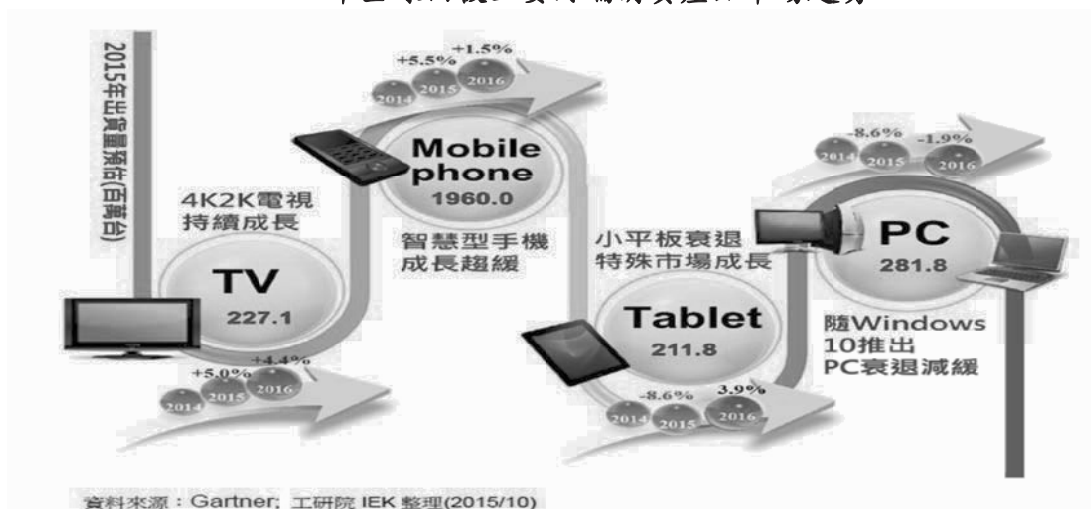 2015年出貨量預估(百萬台)
4K2K電視
持續成長
TV
227.1
+5.0%
+4.4%
2014
2015
2016
+5.5%
+1.5%
2014
2015
2016
Mobile
phone
1960.0
智慧型手機
成長趨緩
小平板衰退
特殊市場成長
Tablet
211.8
-8.6%
3.9%
2014
2015
2016
-8.6%
-1.9%
2014
2015
2016
PC
281.8
隨Windows
10推出
PC衰退減緩
資料來源：Gartner; 工研院 IEK 整理(2015/10)